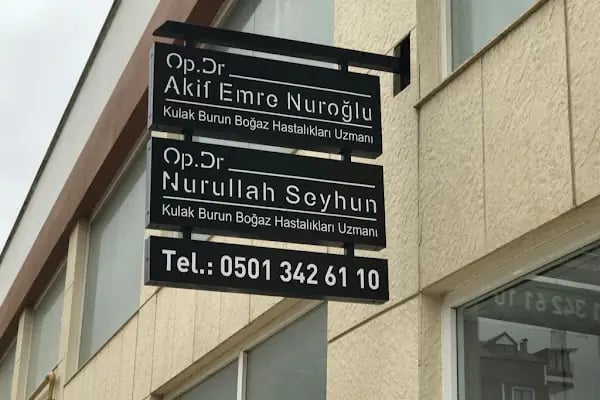 Op.Dr
Akif Emre Nuroğlu
Kulak Burun Boğaz Hastalıkları Uzmanı
Op.Dr
Nurullah Seyhun
Kulak Burun Boğaz Hastalıkları Uzmanı
Tel.: 0501 342 61 10